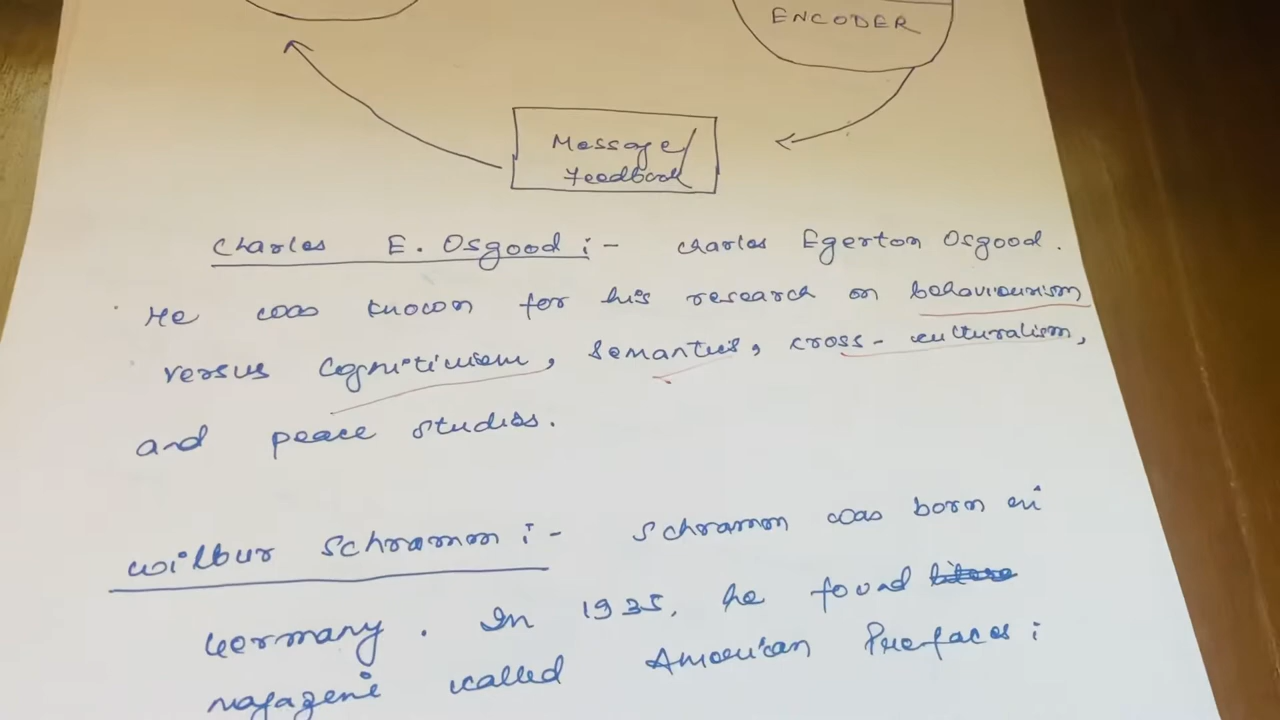 ENCODER
Message/
Feedback
Charles E. Osgood :- Charles Egerton Osgood.
He was known for his research on behaviourism
versus cognitivism, Semantics, cross-culturalism,
and peace studies.
Wilbur Schramm :- Schramm was born in
Germany. In 1935, he found
magazine called American Prefaces :